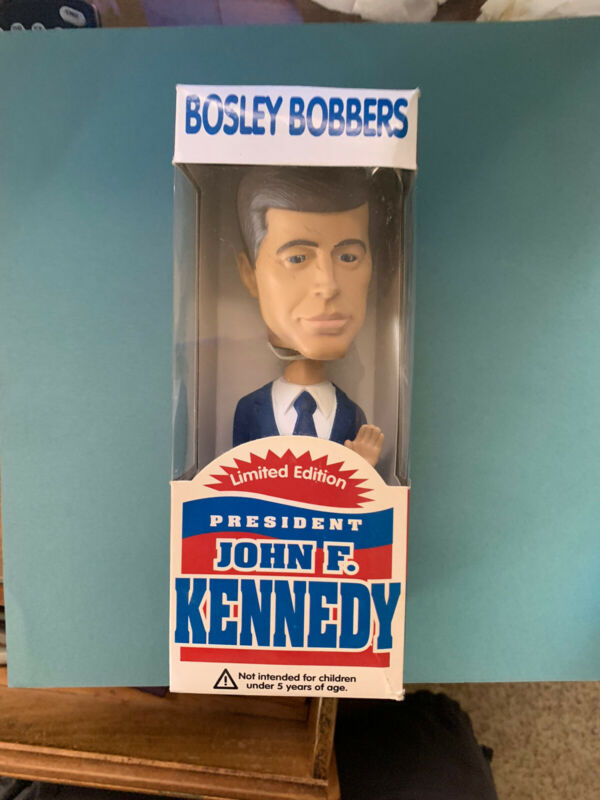 BOSLEY BOBBERS
Limited Edition
PRESIDENT
JOHN F.
KENNEDY
Not intended for children
under 5 years of age.